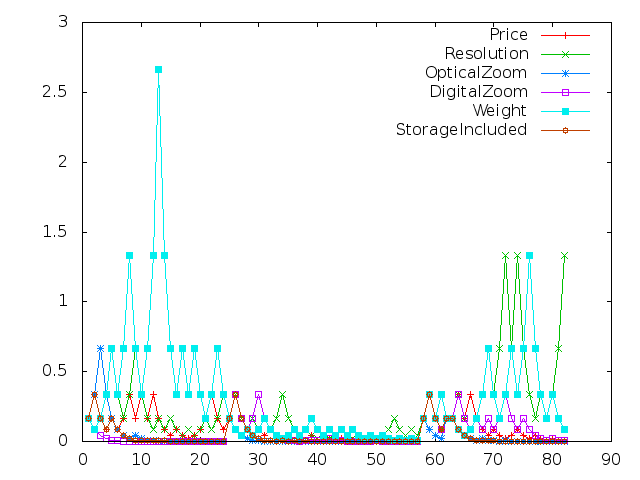 3
2.5
2
1.5
1
0.5
0
Price
Resolution
OpticalZoom
DigitalZoom
Weight
StorageIncluded
0 10 20 30 40 50 60 70 80 90